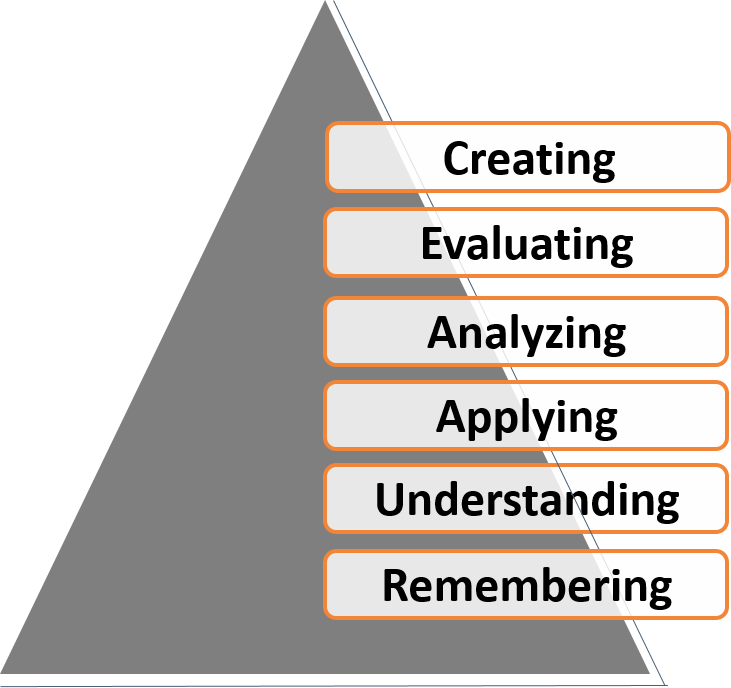 Creating
Evaluating
Analyzing
Applying
Understanding
Remembering